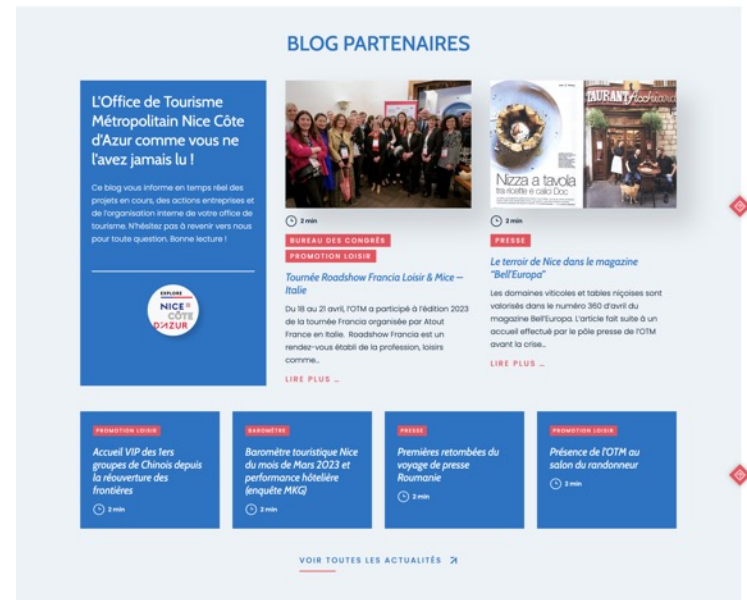 BLOG PARTENAIRES
L'Office de Tourisme
Métropolitain Nice Côte
d'Azur comme vous ne
l'avez jamais lu !
Ce blog vous informe en temps réel des
projets en cours, des actions entreprises et
de l'organisation interne de votre office de
tourisme. N'hésitez pas à revenir vers nous
pour toute question. Bonne lecture !
EXPLORE
NICE
CÔTE
D'AZUR
2 min
BUREAU DES CONGRÈS
PROMOTION LOISIR
Tournée Roadshow Francia Loisir & Mice –
Italie
Du 18 au 21 avril, l'OTM a participé à l'édition 2023
de la tournée Francia organisée par Atout
France en Italie. Roadshow Francia est un
rendez-vous établi de la profession, loisirs
comme...
LIRE PLUS ...
Nizza a tavola
tra ricette e calici Doc
TAURANT Acchiardo
2 min
PRESSE
Le terroir de Nice dans le magazine
"Bell'Europa"
Les domaines viticoles et tables niçoises sont
valorisés dans le numéro 360 d'avril du
magazine Bell'Europa. L'article fait suite à un
accueil effectué par le pôle presse de l'OTM
avant la crise...
LIRE PLUS ...
PROMOTION LOISIR
Accueil VIP des 1ers
groupes de Chinois depuis
la réouverture des
frontières
2 min
BAROMÈTRE
Baromètre touristique Nice
du mois de Mars 2023 et
performance hôtelière
(enquête MKG)
2 min
PRESSE
Premières retombées du
voyage de presse
Roumanie
2 min
PROMOTION LOISIR
Présence de l'OTM au
salon du randonneur
2 min
VOIR TOUTES LES ACTUALITÉS